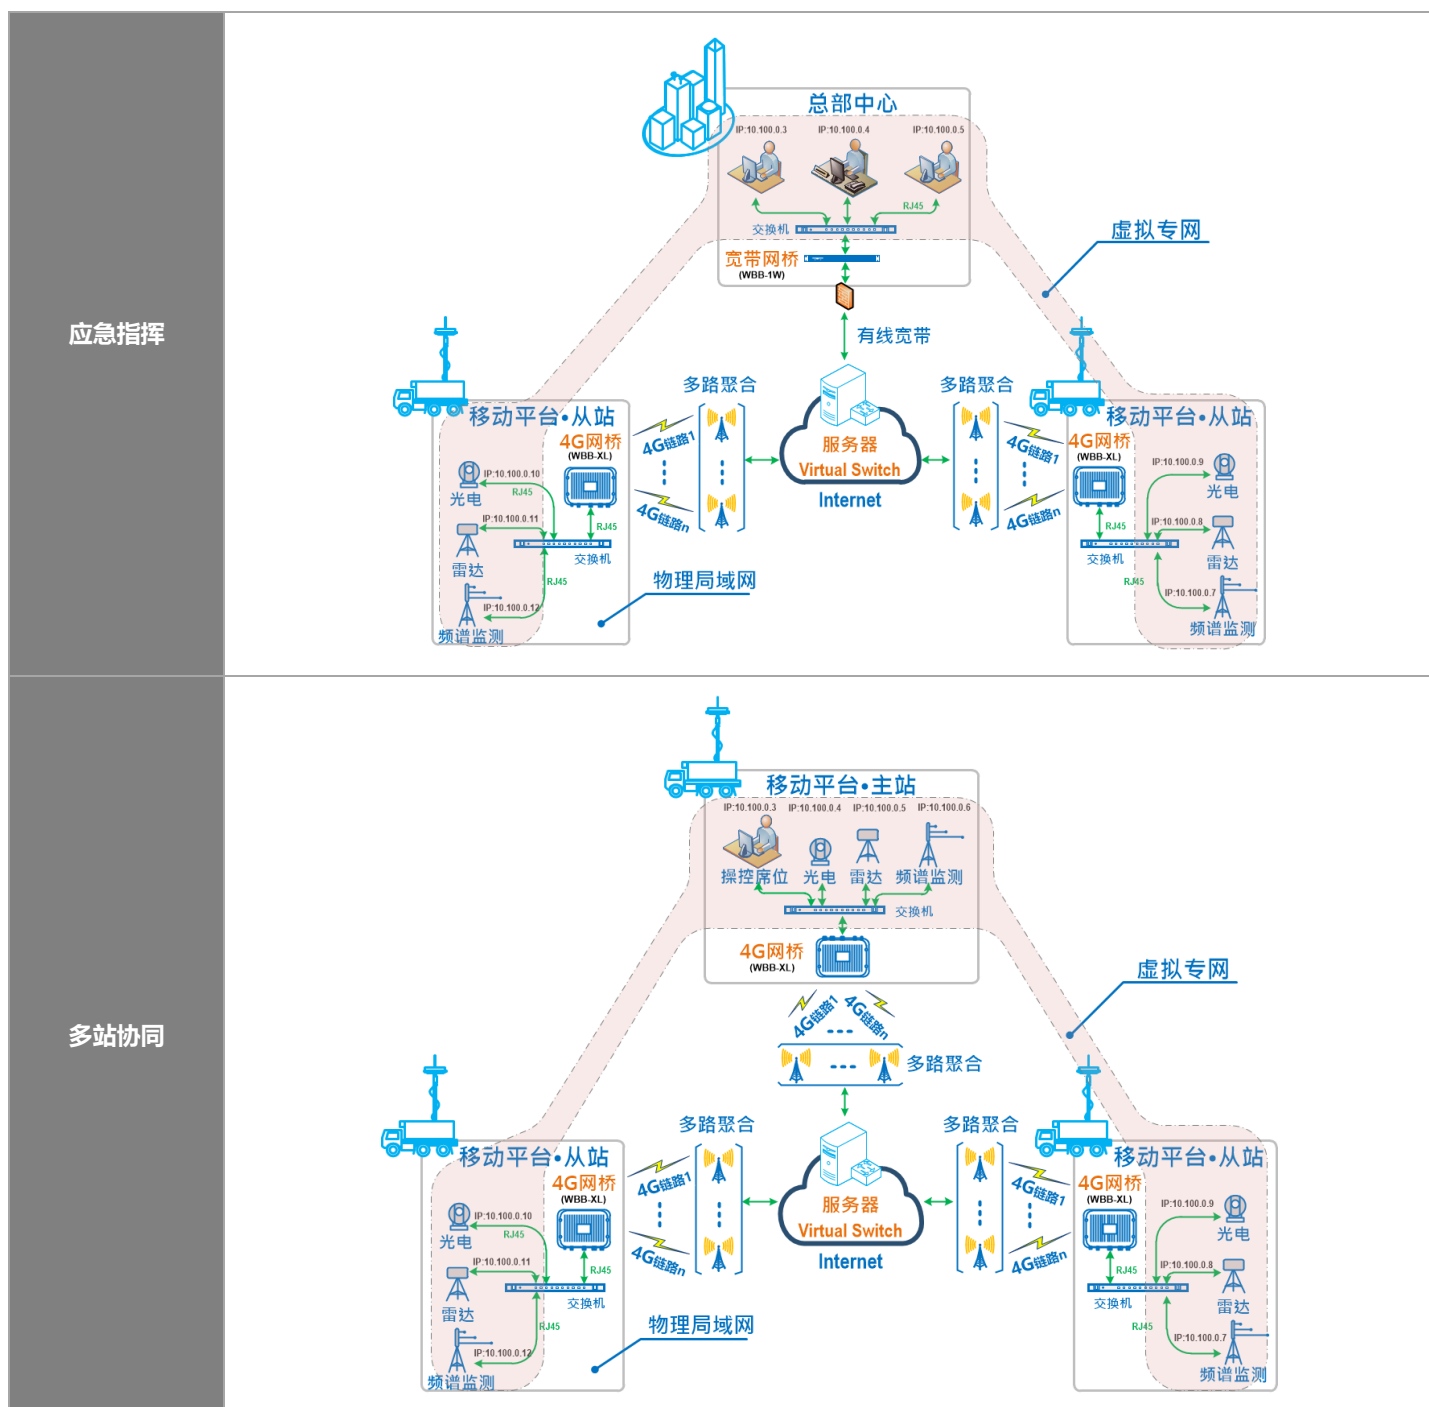 应急指挥
总部中心
IP:10.100.0.3
IP:10.100.0.4
IP:10.100.0.5
RJ45
交换机
宽带网桥
(WBB-1W)
虚拟专网
有线宽带
移动平台•从站
4G网桥
(WBB-XL)
IP:10.100.0.10
光电
RJ45
IP:10.100.0.11
雷达
RJ45
交换机
RJ45
IP:10.100.0.12
频谱监测
物理局域网
多路聚合
4G链路1
4G链路n
服务器
Virtual Switch
Internet
多路聚合
4G链路1
4G链路n
移动平台•从站
4G网桥
(WBB-XL)
IP:10.100.0.9
光电
IP:10.100.0.8
RJ45
雷达
交换机
RJ45
IP:10.100.0.7
频谱监测
多站协同
移动平台•主站
IP:10.100.0.3
IP:10.100.0.4
IP:10.100.0.5
IP:10.100.0.6
操控席位
光电
雷达
频谱监测
交换机
4G网桥
(WBB-XL)
虚拟专网
4G链路1
4G链路n
多路聚合
移动平台•从站
4G网桥
(WBB-XL)
IP:10.100.0.10
光电
RJ45
IP:10.100.0.11
雷达
RJ45
交换机
RJ45
IP:10.100.0.12
频谱监测
物理局域网
多路聚合
4G链路1
4G链路n
服务器
Virtual Switch
Internet
多路聚合
4G链路1
4G链路n
移动平台•从站
4G网桥
(WBB-XL)
IP:10.100.0.9
光电
IP:10.100.0.8
RJ45
雷达
交换机
RJ45
IP:10.100.0.7
频谱监测